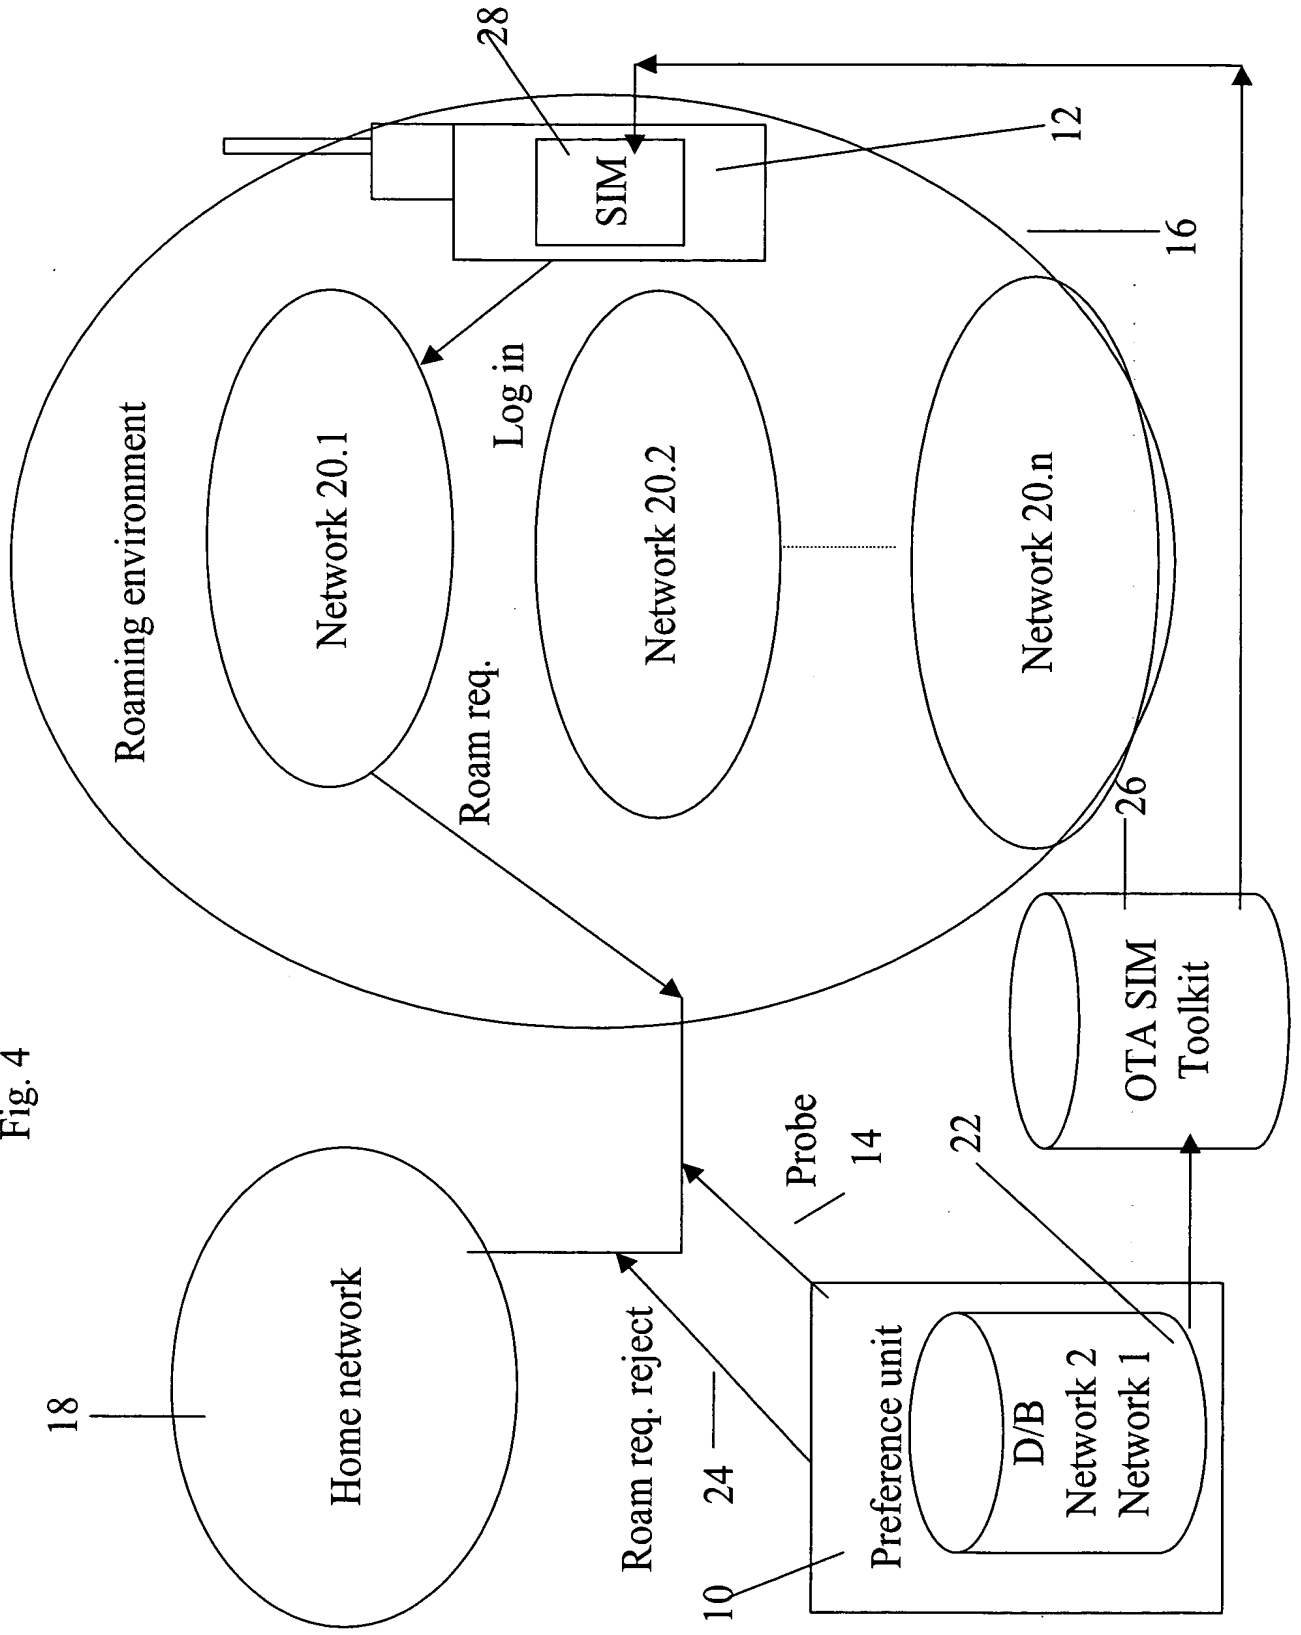 Fig. 4
18
Home network
Roaming environment
Network 20.1
Roam req.
Log in
28
SIM
12
16
Network 20.2
Network 20.n
Roam req. reject
24
Probe
14
10
Preference unit
D/B
Network 2
Network 1
22
26
OTA SIM
Toolkit